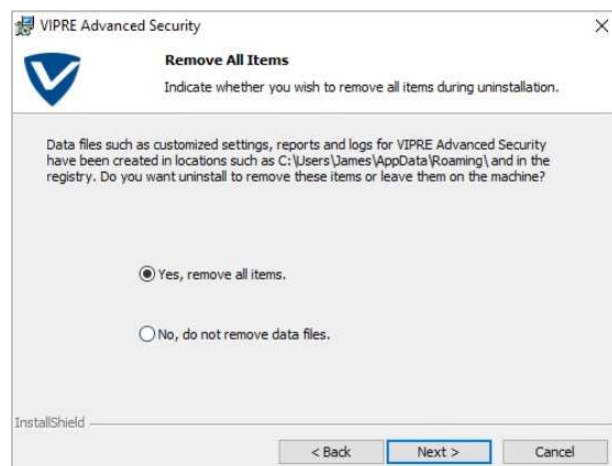 VIPRE Advanced Security
Remove All Items
Indicate whether you wish to remove all items during uninstallation.
Data files such as customized settings, reports and logs for VIPRE Advanced Security
have been created in locations such as C:\Users\James\AppData\Roaming\ and in the
registry. Do you want uninstall to remove these items or leave them on the machine?
Yes, remove all items.
No, do not remove data files.
InstallShield
< Back
Next >
Cancel